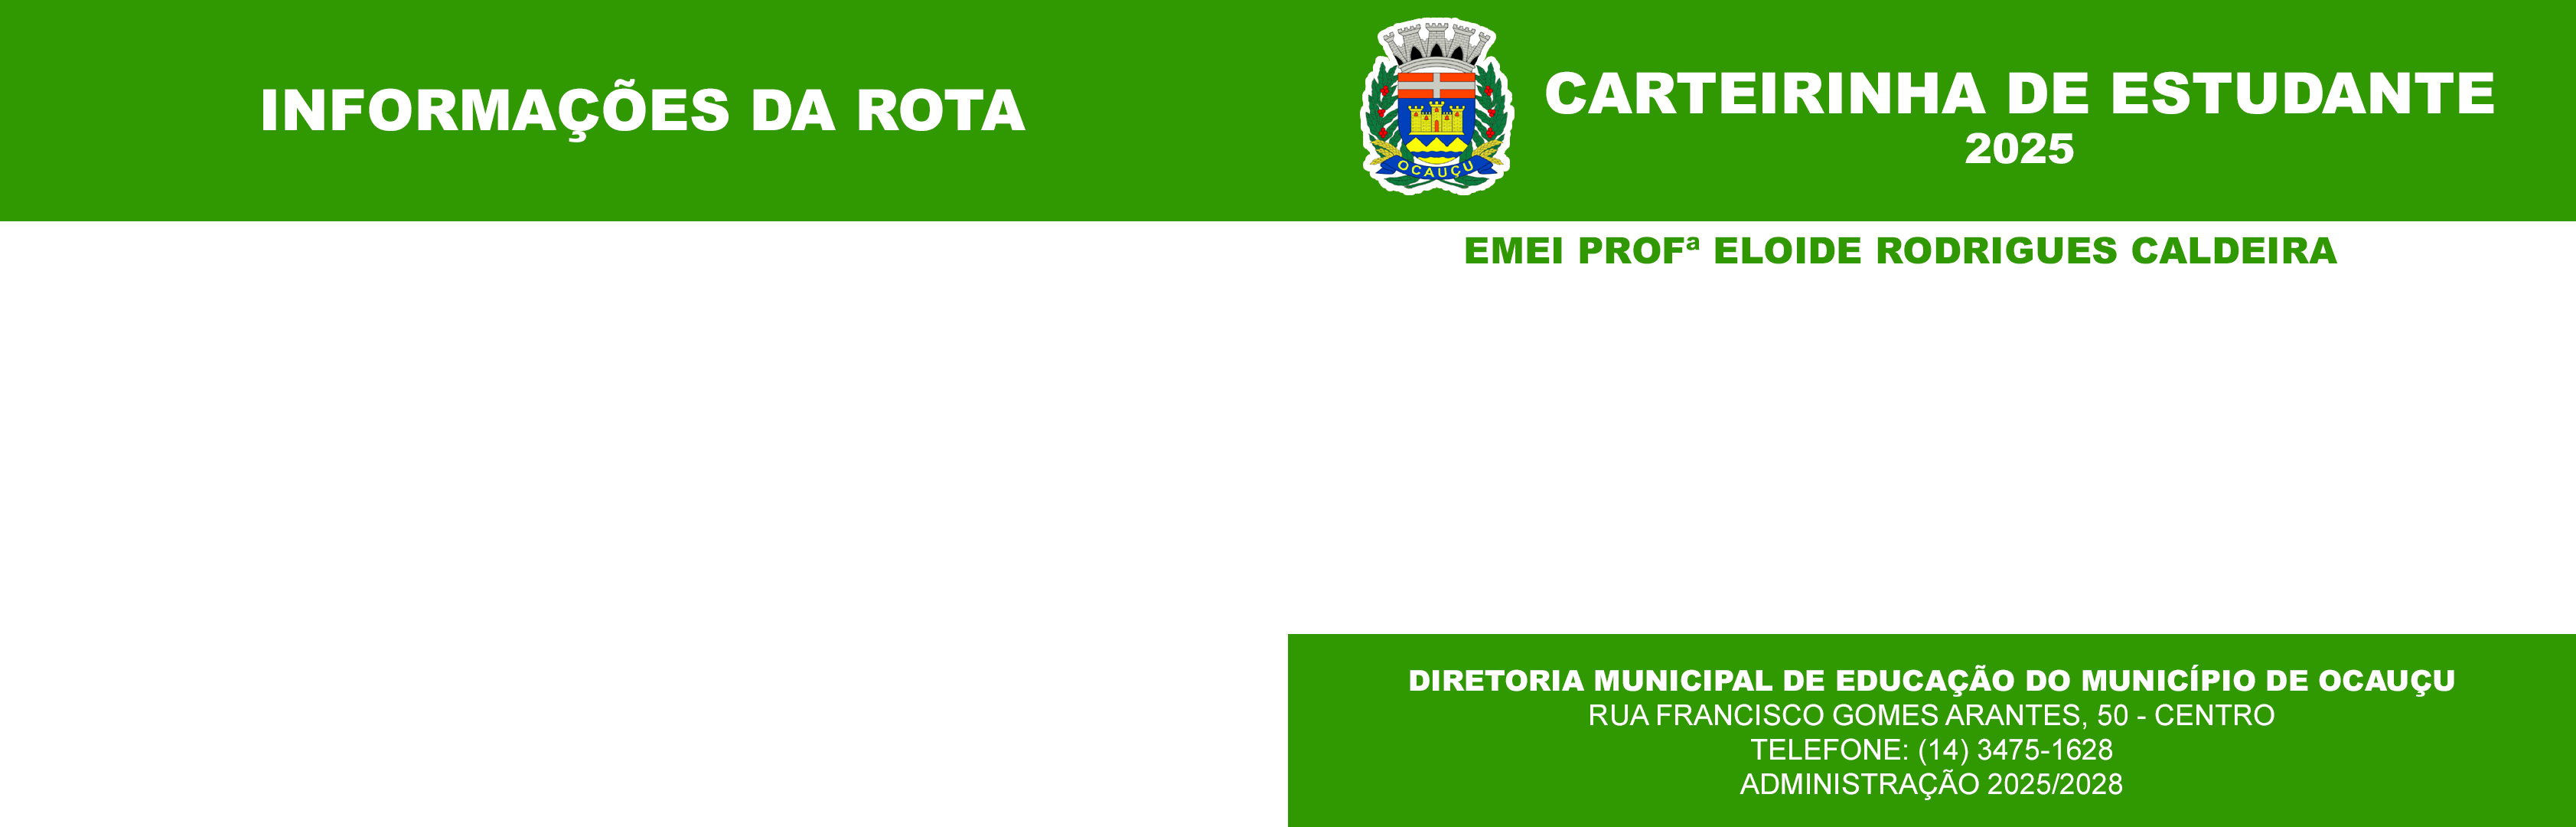 INFORMAÇÕES DA ROTA
OCAUÇU
CARTEIRINHA DE ESTUDANTE
2025
EMEI PROFª ELOIDE RODRIGUES CALDEIRA
DIRETORIA MUNICIPAL DE EDUCAÇÃO DO MUNICÍPIO DE OCAUÇU
RUA FRANCISCO GOMES ARANTES, 50 - CENTRO
TELEFONE: (14) 3475-1628
ADMINISTRAÇÃO 2025/2028